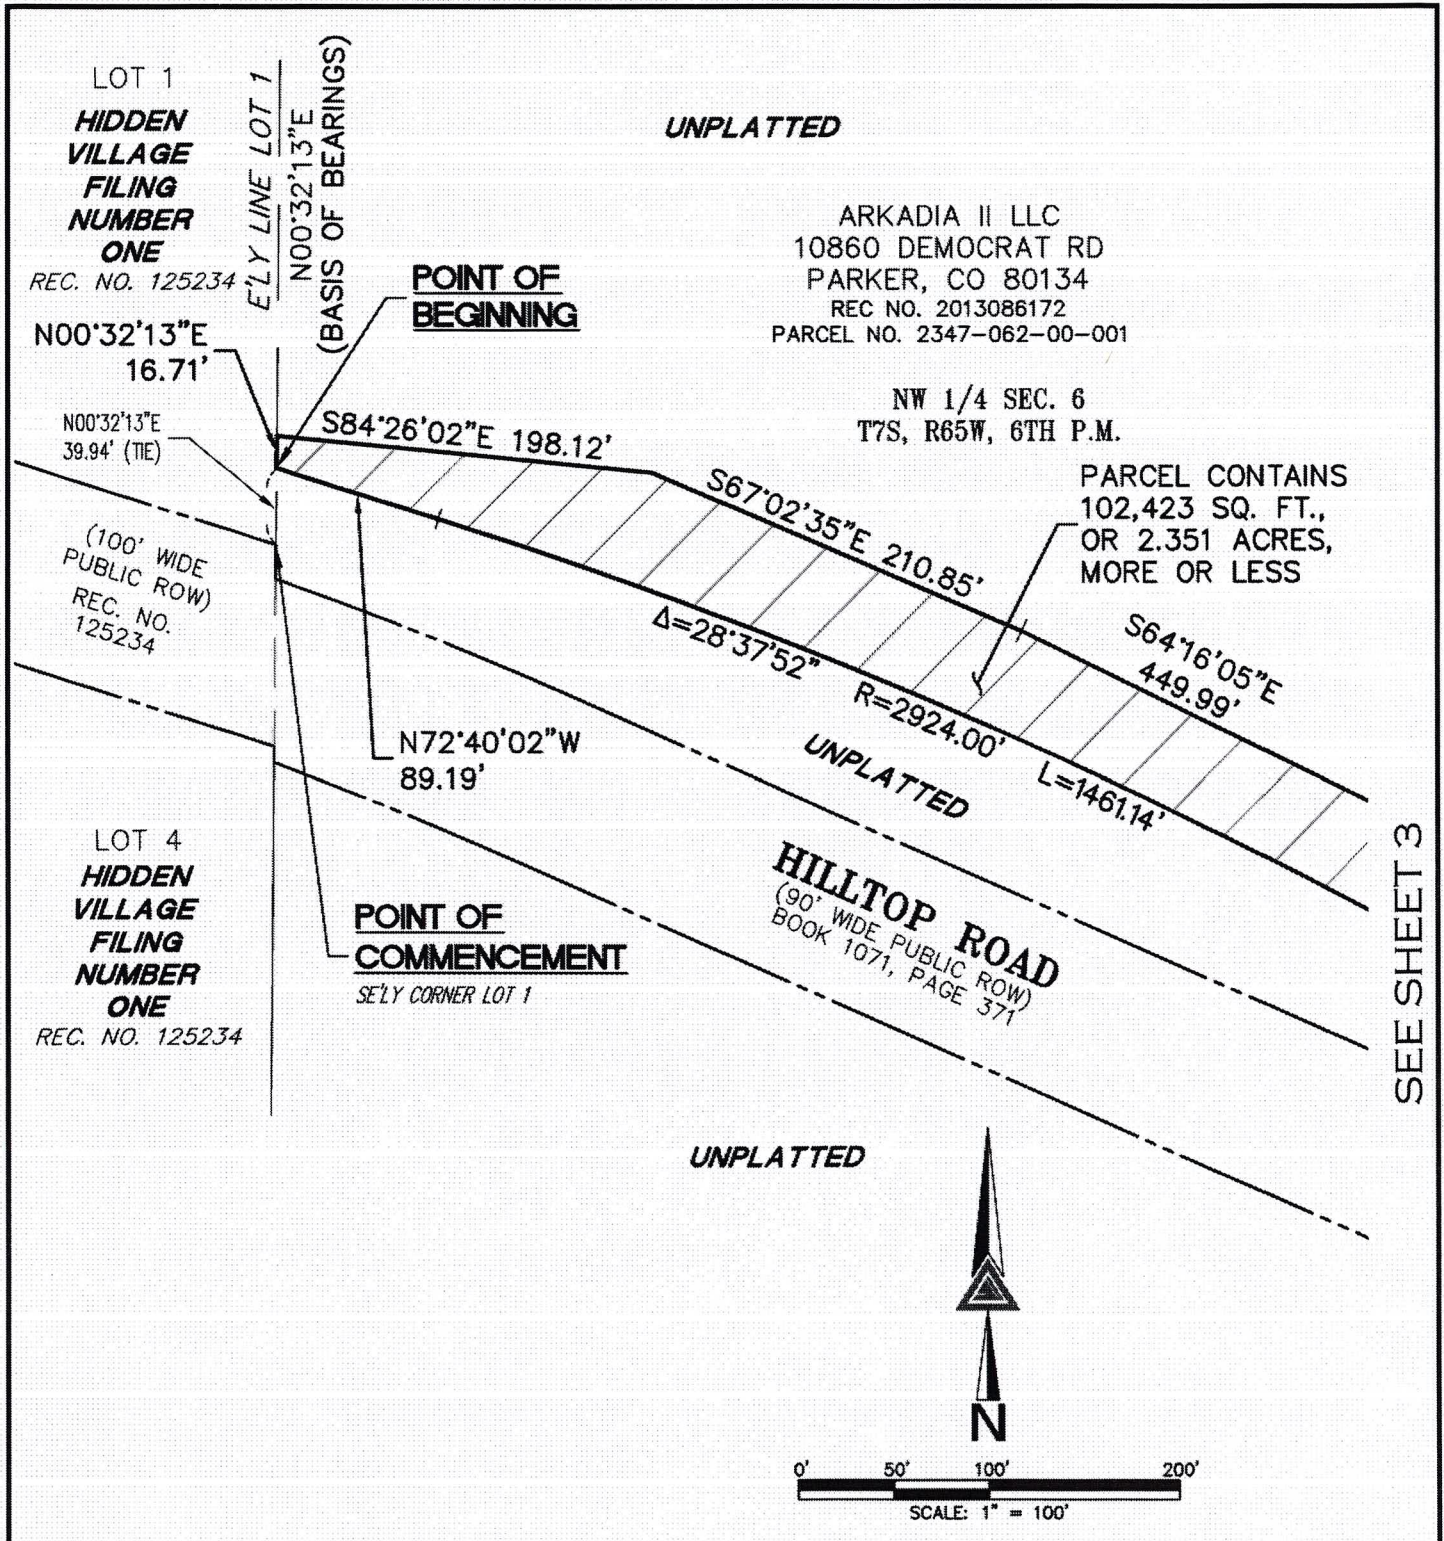 LOT 1
HIDDEN
VILLAGE
FILING
NUMBER
ONE
REC. NO. 125234
E'LY LINE LOT 1
N00°32'13"E
(BASIS OF BEARINGS)
UNPLATTED
ARKADIA II LLC
10860 DEMOCRAT RD
PARKER, CO 80134
REC NO. 2013086172
PARCEL NO. 2347-062-00-001
NW 1/4 SEC. 6
T7S, R65W, 6TH P.M.
POINT OF
BEGINNING
N00°32'13"E
16.71'
N00°32'13"E
39.94' (TIE)
S84°26'02"E 198.12'
S67°02'35"E 210.85'
PARCEL CONTAINS
102,423 SQ. FT.,
OR 2.351 ACRES,
MORE OR LESS
S64°16'05"E
449.99'
(100' WIDE
PUBLIC ROW)
REC. NO.
125234
Δ=28°37'52"
R=2924.00'
L=1461.14'
N72°40'02"W
89.19'
UNPLATTED
HILLTOP ROAD
(90' WIDE PUBLIC ROW)
BOOK 1071, PAGE 371
LOT 4
HIDDEN
VILLAGE
FILING
NUMBER
ONE
REC. NO. 125234
POINT OF
COMMENCEMENT
SE'LY CORNER LOT 1
SEE SHEET 3
UNPLATTED
N
0' 50' 100' 200'
SCALE: 1" = 100'